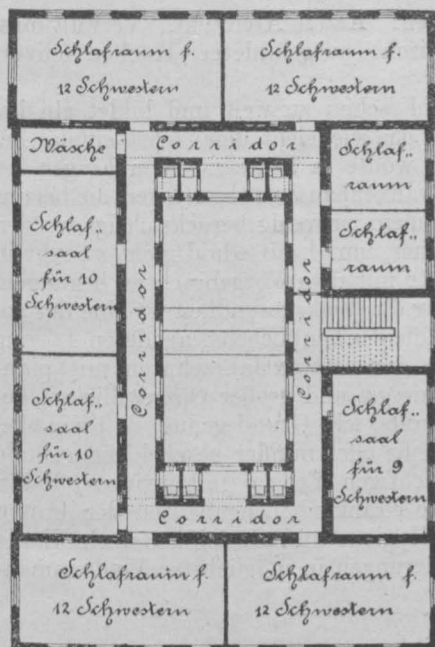 Schlafraum f.
12 Schwestern
Schlafraum f.
12 Schwestern
Wäsche
Corridor
Schlaf-
raum
Schlaf-
saal
für 10
Schwestern
Corridor
Corridor
Schlaf-
raum
Schlaf-
saal
für 10
Schwestern
Schlaf-
saal
für 9
Schwestern
Corridor
Schlafraum f.
12 Schwestern
Schlafraum f.
12 Schwestern